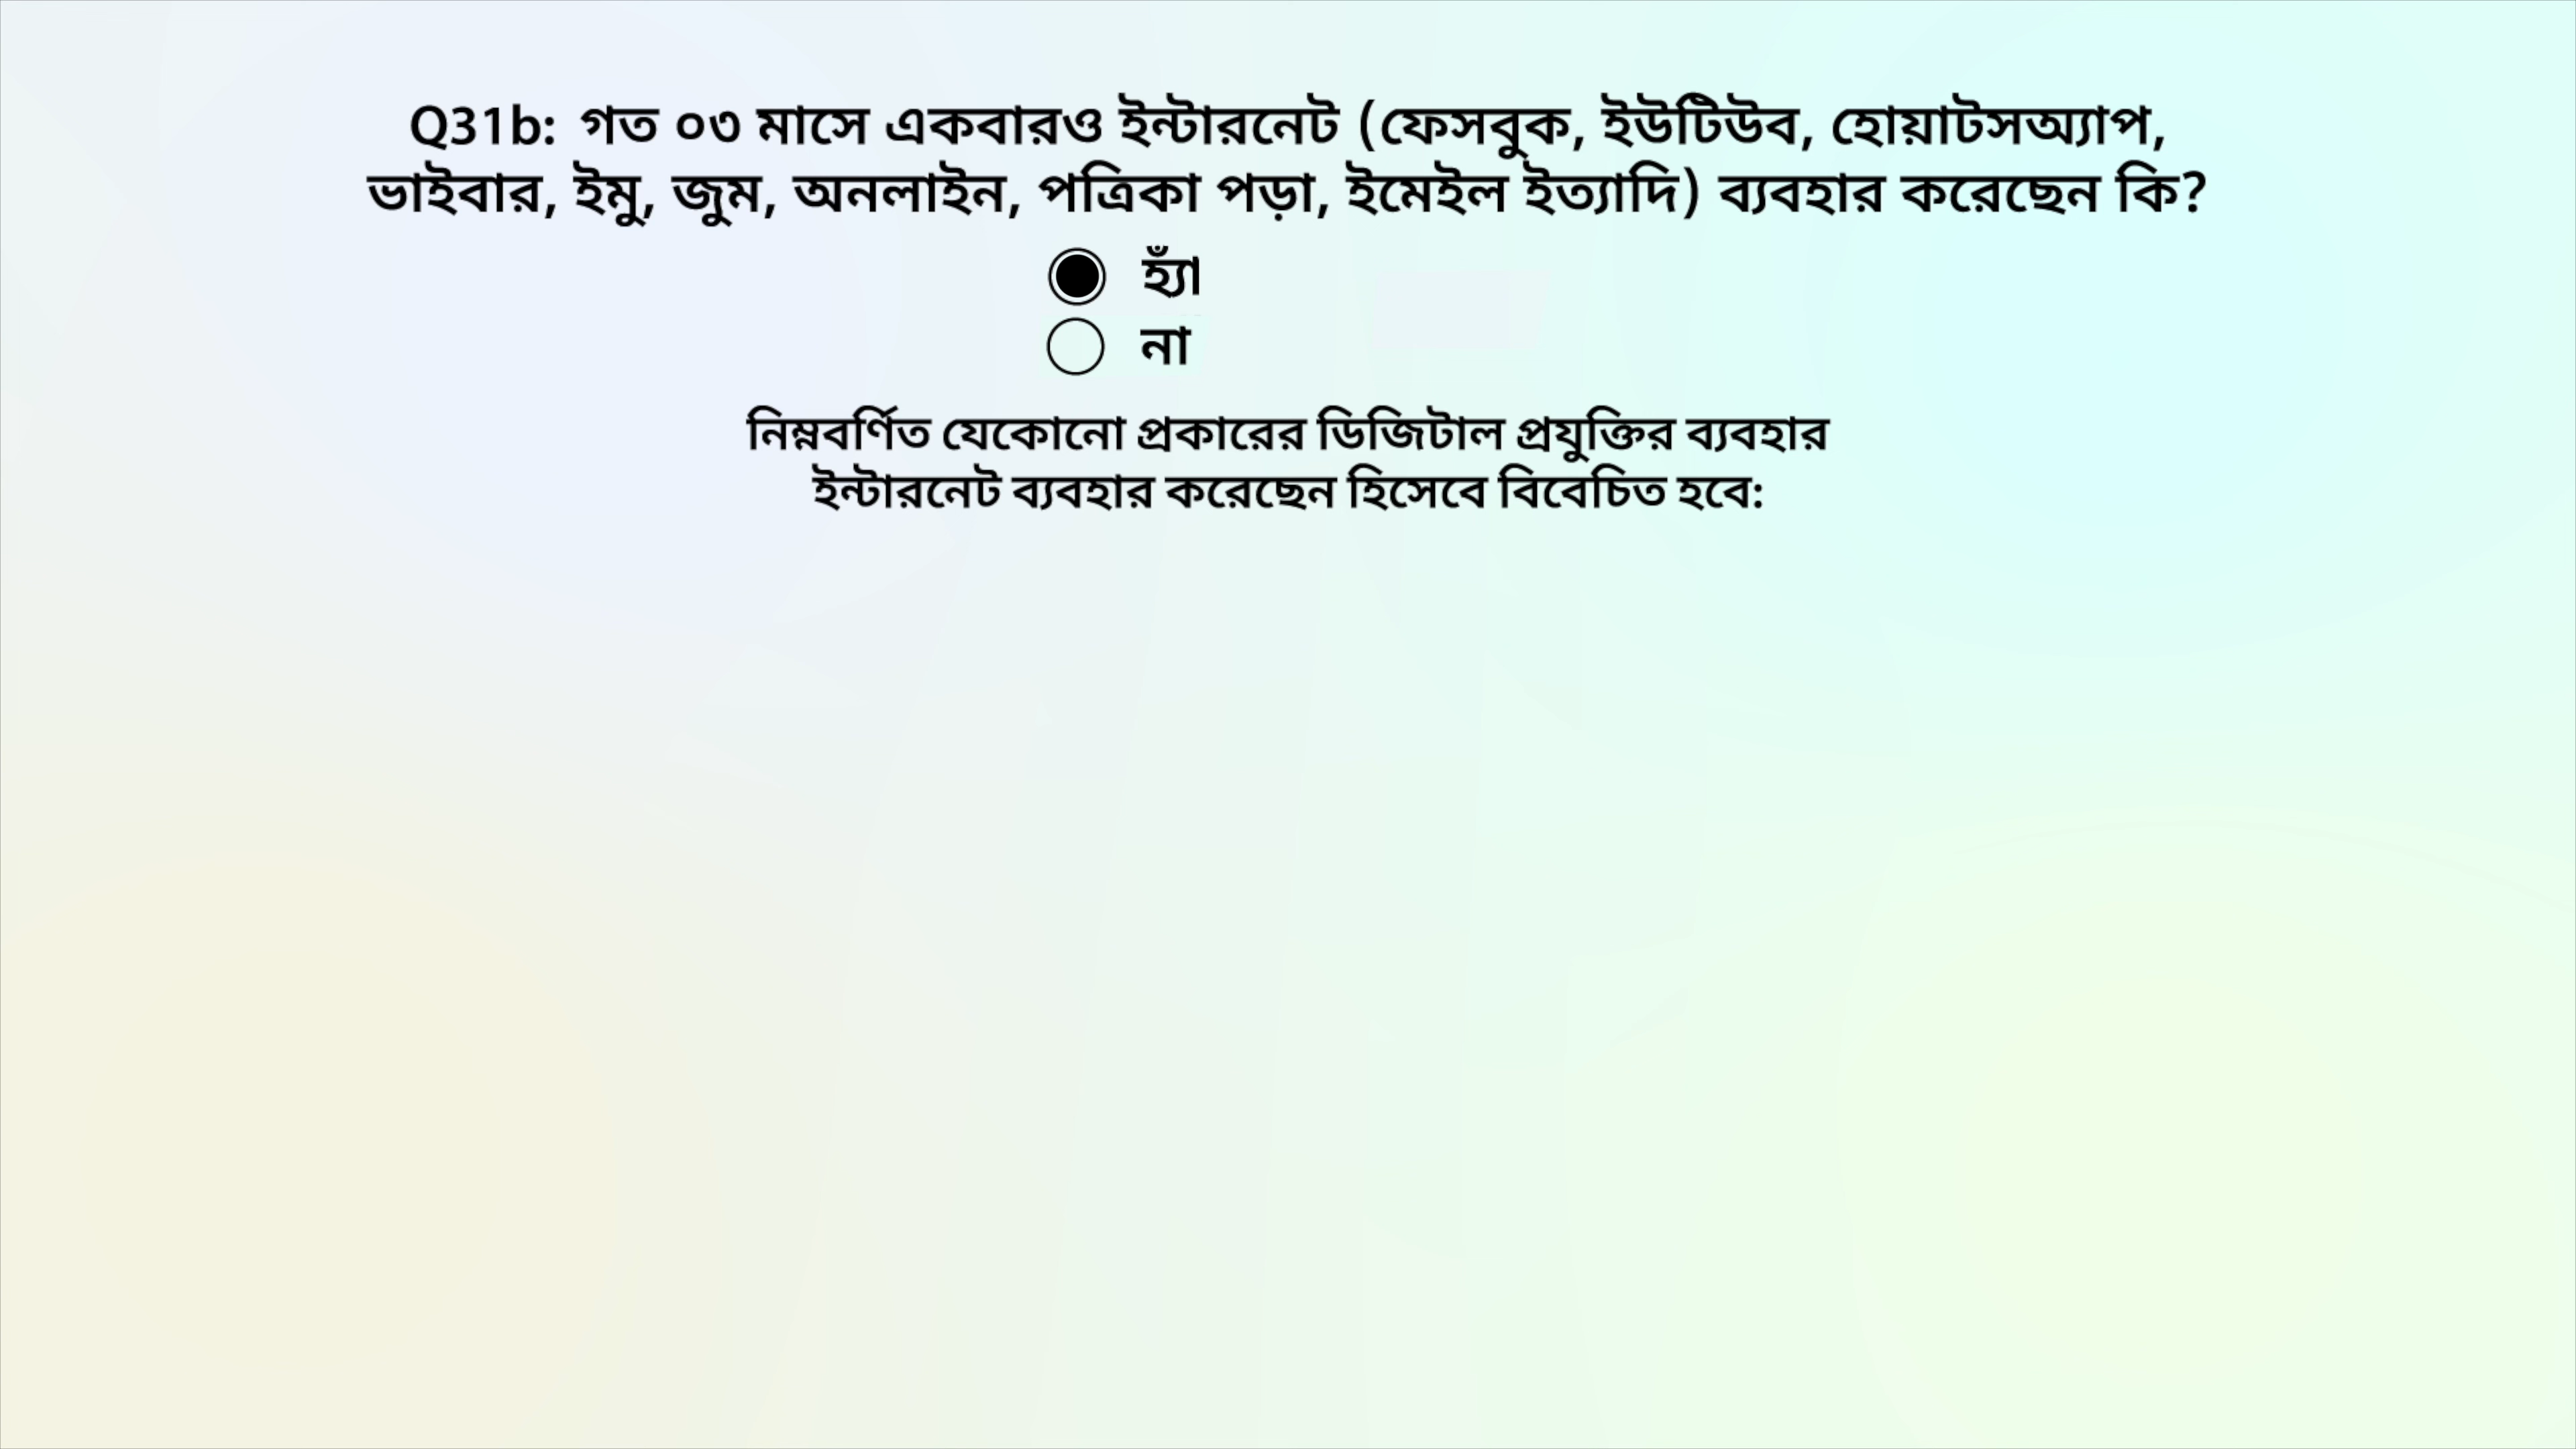 Q31b: গত ০৩ মাসে একবারও ইন্টারনেট (ফেসবুক, ইউটিউব, হোয়াটসঅ্যাপ,
ভাইবার, ইমু, জুম, অনলাইন, পত্রিকা পড়া, ইমেইল ইত্যাদি) ব্যবহার করেছেন কি?
হ্যাঁ
না
নিম্নবর্ণিত যেকোনো প্রকারের ডিজিটাল প্রযুক্তির ব্যবহার
ইন্টারনেট ব্যবহার করেছেন হিসেবে বিবেচিত হবে: